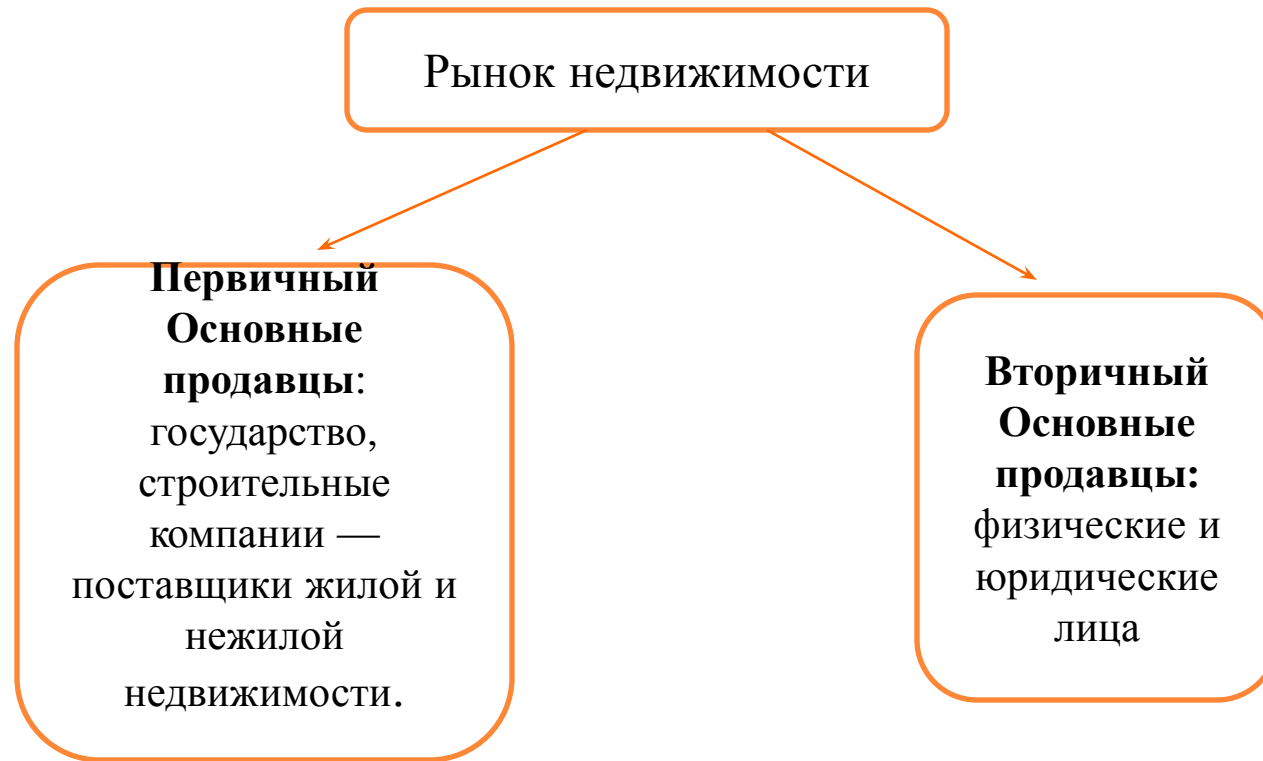 Рынок недвижимости
Первичный
Основные
продавцы:
государство,
строительные
компании —
поставщики жилой и
нежилой
недвижимости.
Вторичный
Основные
продавцы:
физические и
юридические
лица